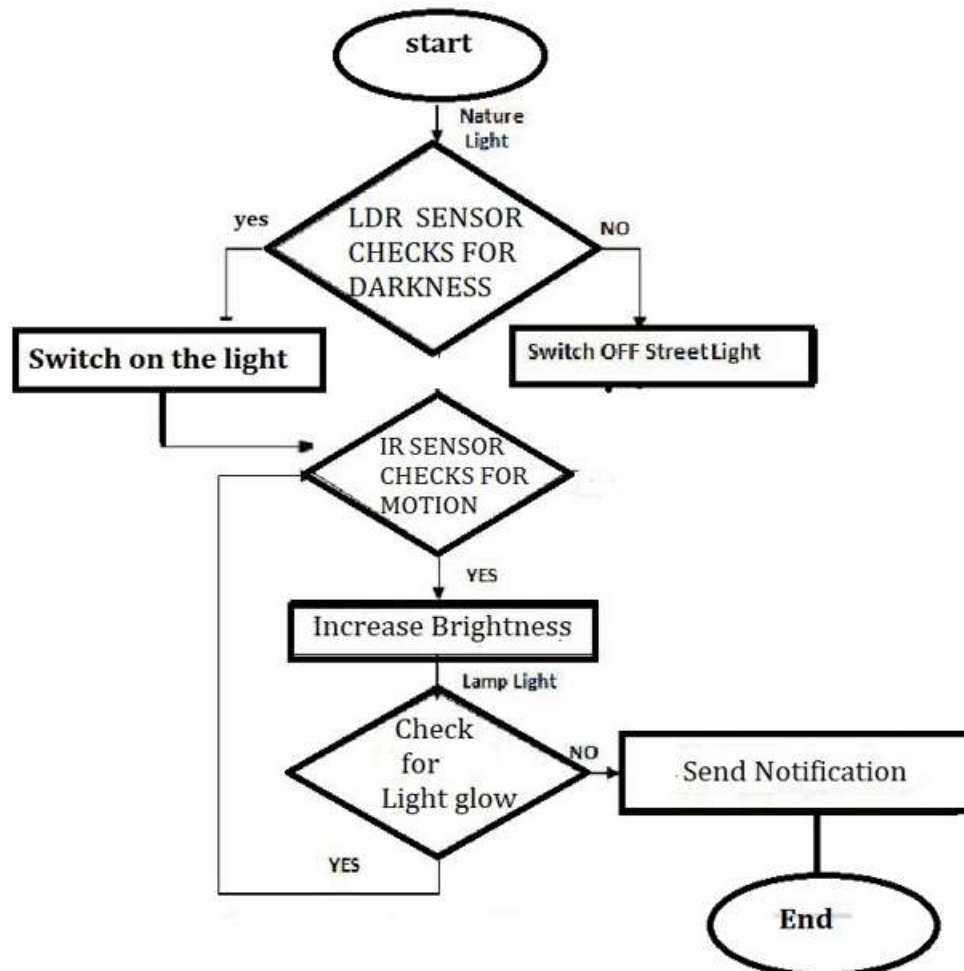 start
Nature
Light
yes
LDR SENSOR
CHECKS FOR
DARKNESS
NO
Switch on the light
Switch OFF Street Light
IR SENSOR
CHECKS FOR
MOTION
YES
Increase Brightness
Lamp Light
Check
for
Light glow
NO
Send Notification
YES
End